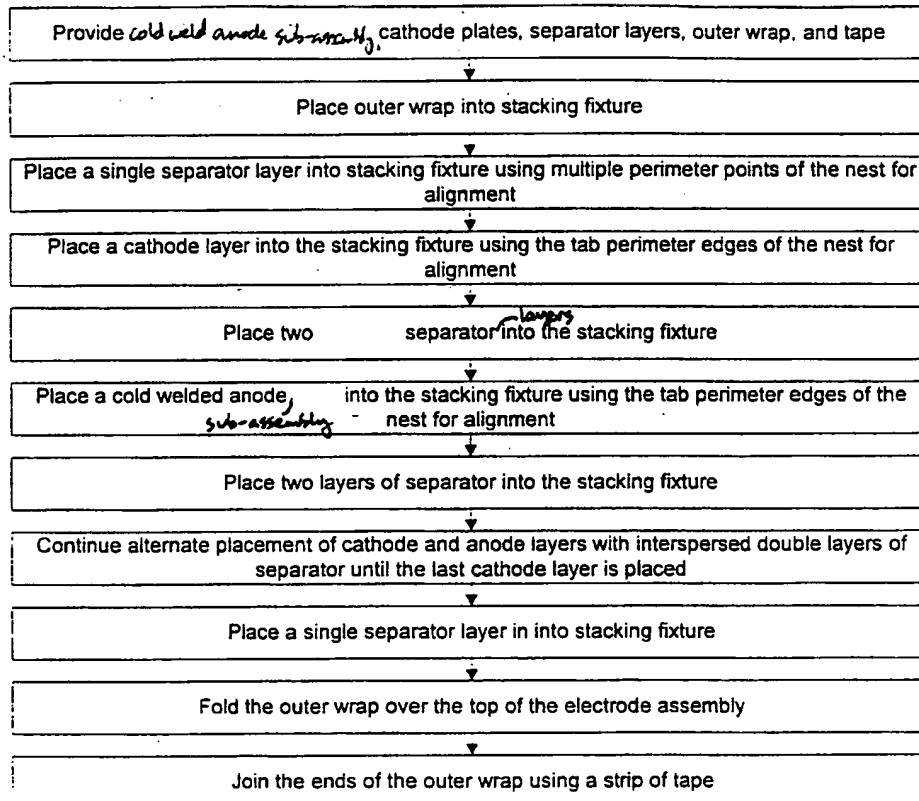 Provide cold weld anode sub-assembly, cathode plates, separator layers, outer wrap, and tape
Place outer wrap into stacking fixture
Place a single separator layer into stacking fixture using multiple perimeter points of the nest for
alignment
Place a cathode layer into the stacking fixture using the tab perimeter edges of the nest for
alignment
Place two separator layers into the stacking fixture
Place a cold welded anode, sub-assembly into the stacking fixture using the tab perimeter edges of the
nest for alignment
Place two layers of separator into the stacking fixture
Continue alternate placement of cathode and anode layers with interspersed double layers of
separator until the last cathode layer is placed
Place a single separator layer in into stacking fixture
Fold the outer wrap over the top of the electrode assembly
Join the ends of the outer wrap using a strip of tape